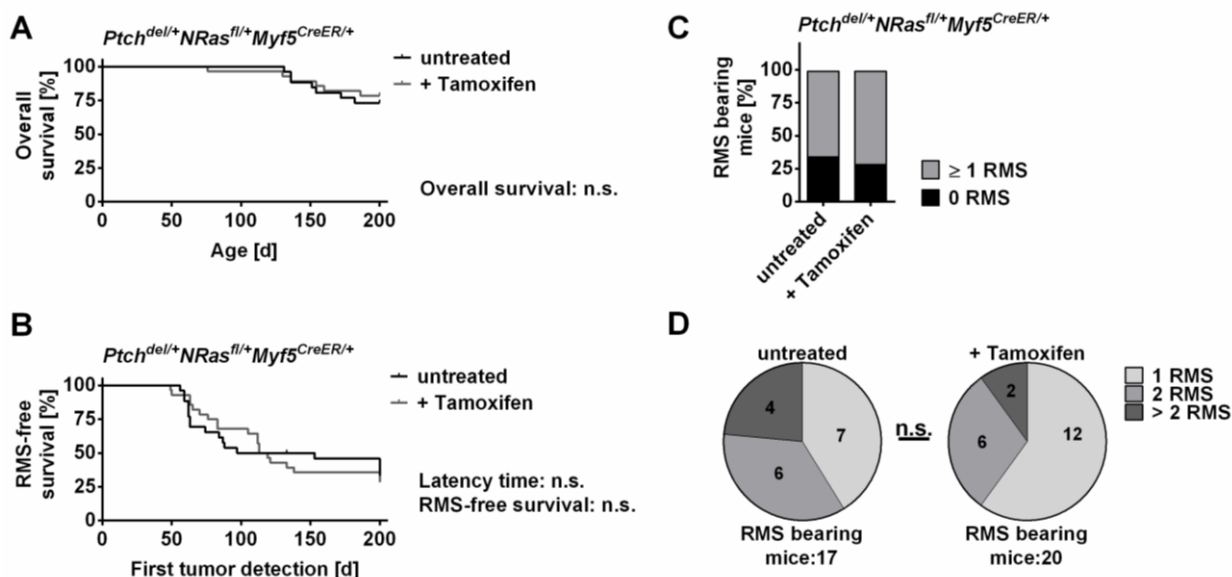 A
Ptch^del/+ NRas^fl/+ Myf5^CreER/+
untreated
+ Tamoxifen
Overall
survival [%]
100
75
50
25
0
Overall survival: n.s.
0 50 100 150 200
Age [d]
B
Ptch^del/+ NRas^fl/+ Myf5^CreER/+
untreated
+ Tamoxifen
RMS-free
survival [%]
100
75
50
25
0
Latency time: n.s.
RMS-free survival: n.s.
0 50 100 150 200
First tumor detection [d]
C
Ptch^del/+ NRas^fl/+ Myf5^CreER/+
RMS bearing
mice [%]
100
75
50
25
0
≥ 1 RMS
0 RMS
untreated
+ Tamoxifen
D
untreated
4
7
6
RMS bearing
mice:17
n.s.
+ Tamoxifen
2
6
12
RMS bearing
mice:20
1 RMS
2 RMS
> 2 RMS